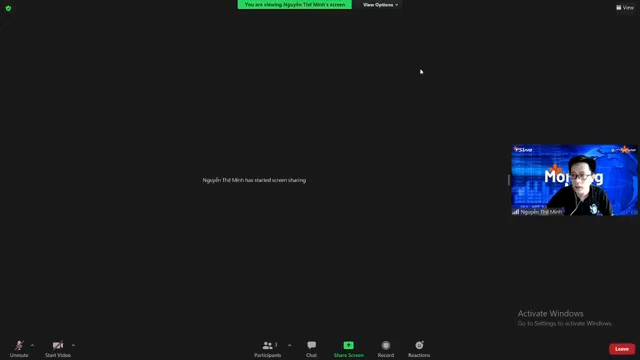 You are viewing Nguyễn Thế Minh's screen
View Options
View
Nguyễn Thế Minh has started screen sharing
Nguyễn Thế Minh
Activate Windows
Go to Settings to activate Windows.
Unmute
Start Video
Participants
Chat
Share Screen
Record
Reactions
Leave